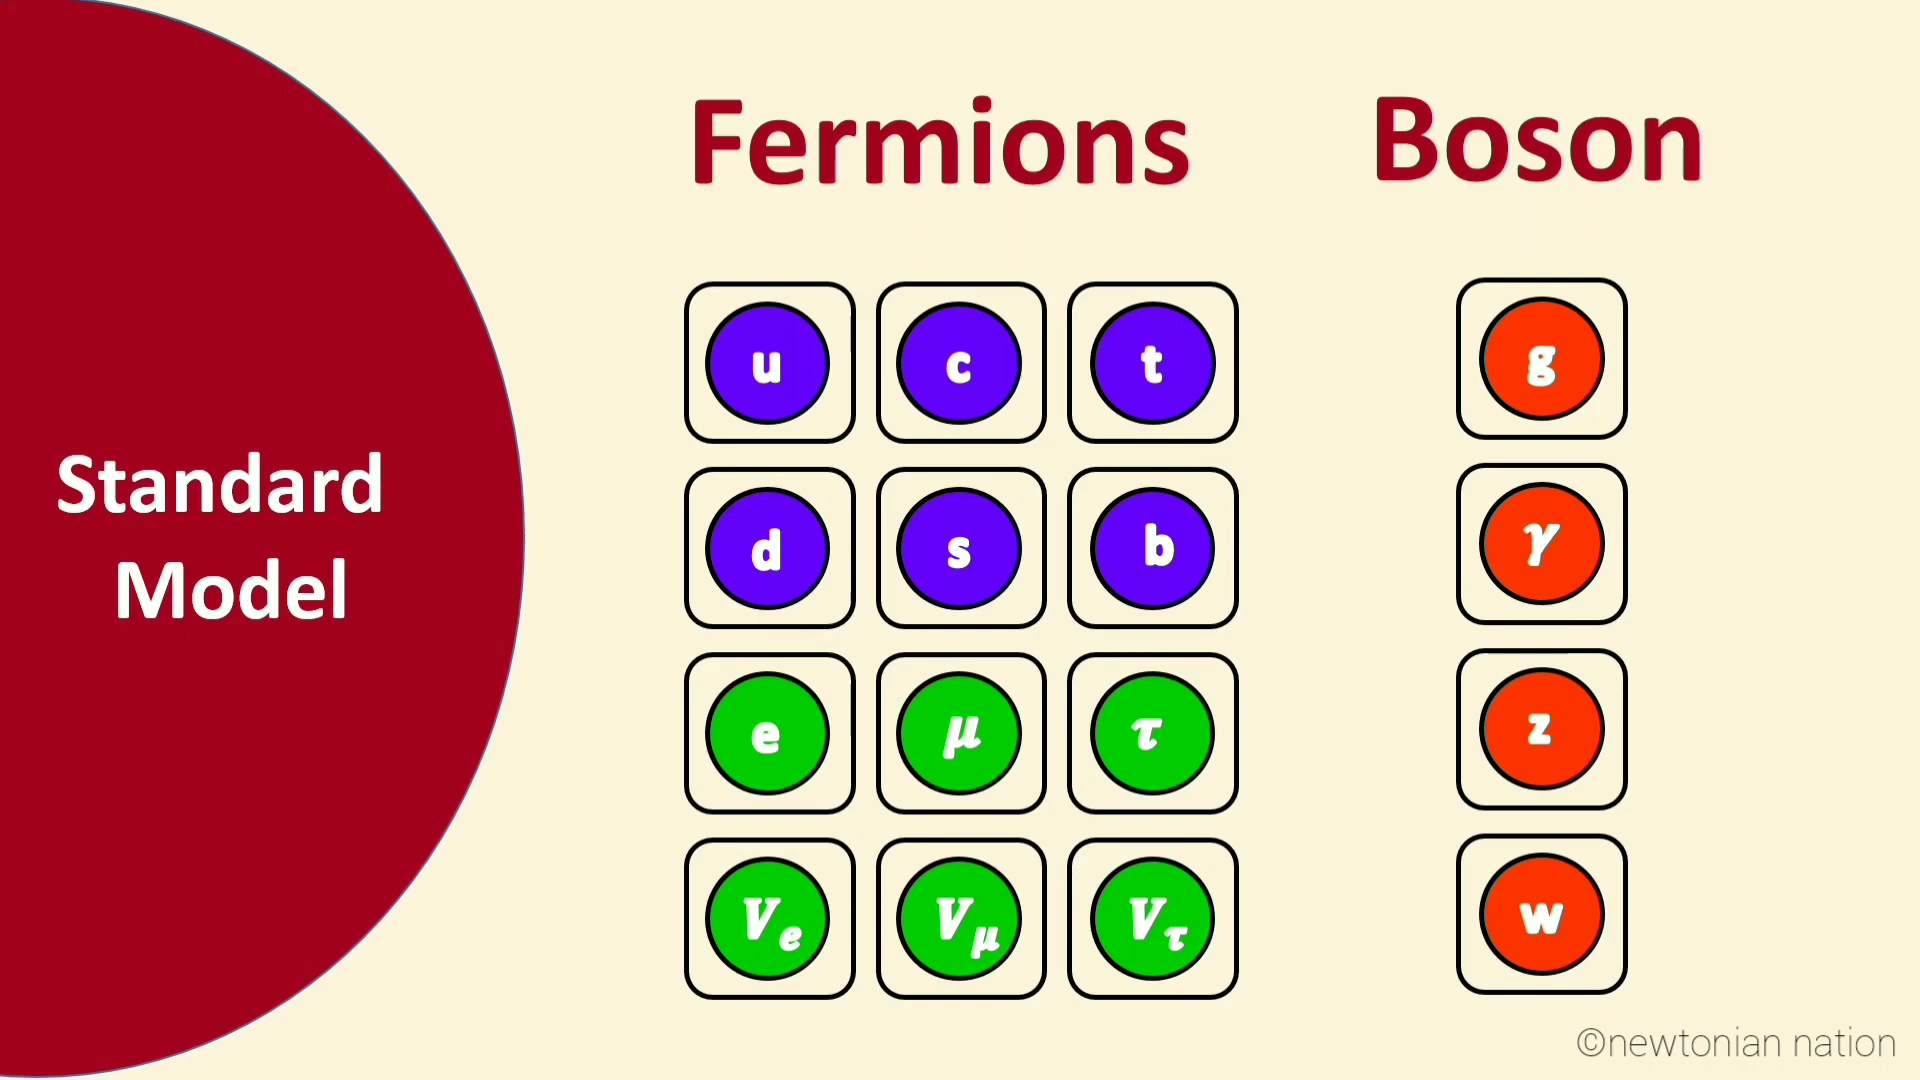 Fermions Boson
Standard
Model
u c t g
d s b γ
e μ τ z
Ve Vμ Vτ w
©newtonian nation